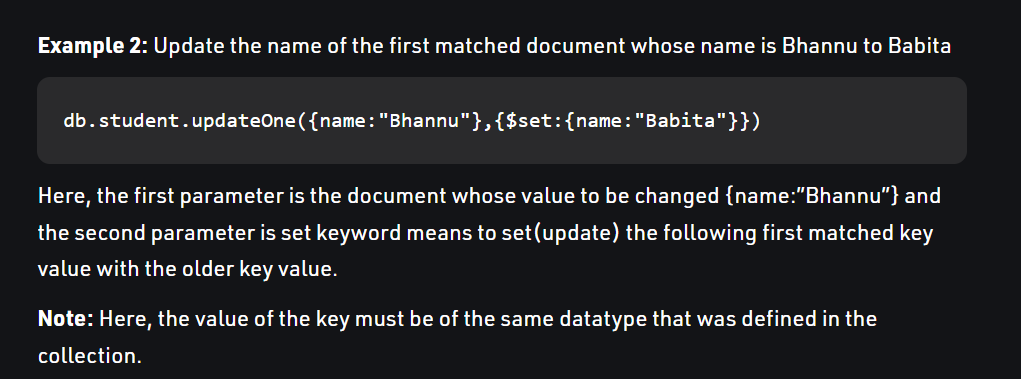 Example 2: Update the name of the first matched document whose name is Bhannu to Babita
db.student.updateOne({name:"Bhannu"},{$set:{name:"Babita"}})
Here, the first parameter is the document whose value to be changed {name:”Bhannu”} and
the second parameter is set keyword means to set(update) the following first matched key
value with the older key value.
Note: Here, the value of the key must be of the same datatype that was defined in the
collection.